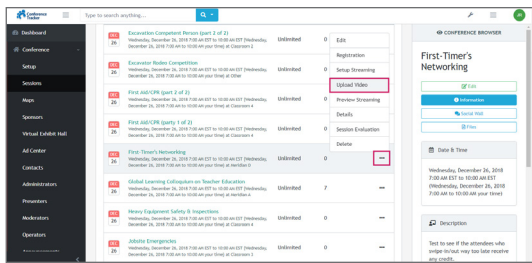 Conference Tracker
Type to search anything...
Dashboard
Conference
Setup
Sessions
Maps
Sponsors
Virtual Exhibit Hall
Ad Center
Contacts
Administrators
Presenters
Moderators
Operators
Announcements
DEC 26
Excavation Competent Person (part 2 of 2)
Wednesday, December 26, 2018 7:00 AM EST to 10:00 AM EST (Wednesday,
December 26, 2018 7:00 AM to 10:00 AM your time) at Classroom 2
Unlimited
0
DEC 26
Excavator Rodeo Competition
Wednesday, December 26, 2018 7:00 AM EST to 10:00 AM EST (Wednesday,
December 26, 2018 7:00 AM to 10:00 AM your time) at Other
Unlimited
0
DEC 26
First Aid/CPR (part 2 of 2)
Wednesday, December 26, 2018 7:00 AM EST to 10:00 AM EST (Wednesday,
December 26, 2018 7:00 AM to 10:00 AM your time) at Classroom 4
Unlimited
0
DEC 26
First Aid/CPR (party 1 of 2)
Wednesday, December 26, 2018 7:00 AM EST to 10:00 AM EST (Wednesday,
December 26, 2018 7:00 AM to 10:00 AM your time) at Classroom 4
Unlimited
0
DEC 26
First-Timer's Networking
Wednesday, December 26, 2018 7:00 AM EST to 10:00 AM EST (Wednesday,
December 26, 2018 7:00 AM to 10:00 AM your time) at Meridian E
Unlimited
0
DEC 26
Global Learning Colloquium on Teacher Education
Wednesday, December 26, 2018 7:00 AM EST to 10:00 AM EST (Wednesday,
December 26, 2018 7:00 AM to 10:00 AM your time) at Meridian
Unlimited
7
DEC 26
Heavy Equipment Safety & Inspections
Wednesday, December 26, 2018 7:00 AM EST to 10:00 AM EST (Wednesday,
December 26, 2018 7:00 AM to 10:00 AM your time) at Classroom
Unlimited
0
DEC 26
Jobsite Emergencies
Wednesday, December 26, 2018 7:00 AM EST to 10:00 AM EST (Wednesday,
December 26, 2018 7:00 AM to 10:00 AM your time) at Classroom 3
Unlimited
0
Edit
Registration
Setup Streaming
Upload Video
Preview Streaming
Details
Session Evaluation
Delete
CONFERENCE BROWSER
First-Timer's
Networking
Edit
Information
Social Wall
Files
Date & Time
Wednesday, December 26, 2018
7:00 AM EST to 10:00 AM EST
(Wednesday, December 26, 2018
7:00 AM to 10:00 AM your time)
Description
Test to see if the attendees who
swipe-in/out way too late receive
any credit.